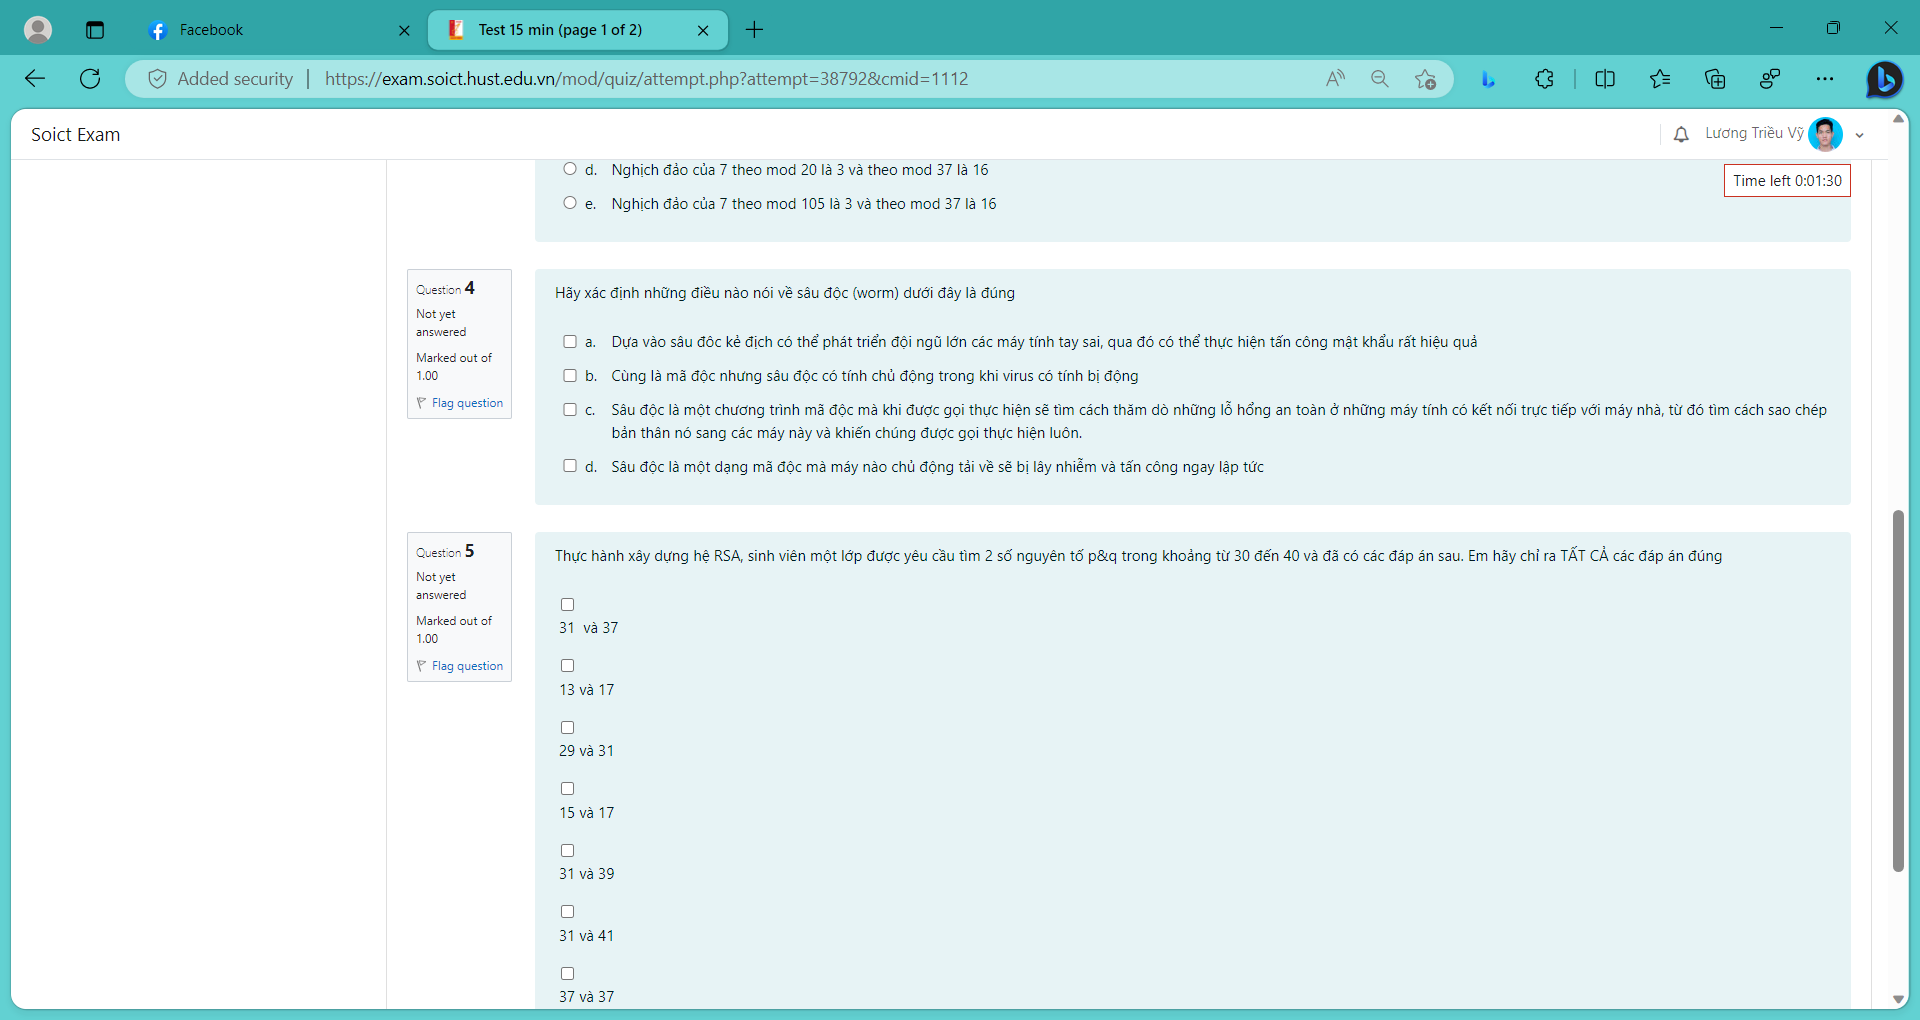 Facebook
Test 15 min (page 1 of 2)
Added security
https://exam.soict.hust.edu.vn/mod/quiz/attempt.php?attempt=38792&cmid=1112
Soict Exam
Lương Triều Vỹ
Time left 0:01:30
d. Nghịch đảo của 7 theo mod 20 là 3 và theo mod 37 là 16
e. Nghịch đảo của 7 theo mod 105 là 3 và theo mod 37 là 16
Question 4
Not yet
answered
Marked out of
1.00
Flag question
Hãy xác định những điều nào nói về sâu độc (worm) dưới đây là đúng
a. Dựa vào sâu đôc kẻ địch có thể phát triển đội ngũ lớn các máy tính tay sai, qua đó có thể thực hiện tấn công mật khẩu rất hiệu quả
b. Cùng là mã độc nhưng sâu độc có tính chủ động trong khi virus có tính bị động
c. Sâu độc là một chương trình mã độc mà khi được gọi thực hiện sẽ tìm cách thăm dò những lỗ hổng an toàn ở những máy tính có kết nối trực tiếp với máy nhà, từ đó tìm cách sao chép
bản thân nó sang các máy này và khiến chúng được gọi thực hiện luôn.
d. Sâu độc là một dạng mã độc mà máy nào chủ động tải về sẽ bị lây nhiễm và tấn công ngay lập tức
Question 5
Not yet
answered
Marked out of
1.00
Flag question
Thực hành xây dựng hệ RSA, sinh viên một lớp được yêu cầu tìm 2 số nguyên tố p&q trong khoảng từ 30 đến 40 và đã có các đáp án sau. Em hãy chỉ ra TẤT CẢ các đáp án đúng
31 và 37
13 và 17
29 và 31
15 và 17
31 và 39
31 và 41
37 và 37